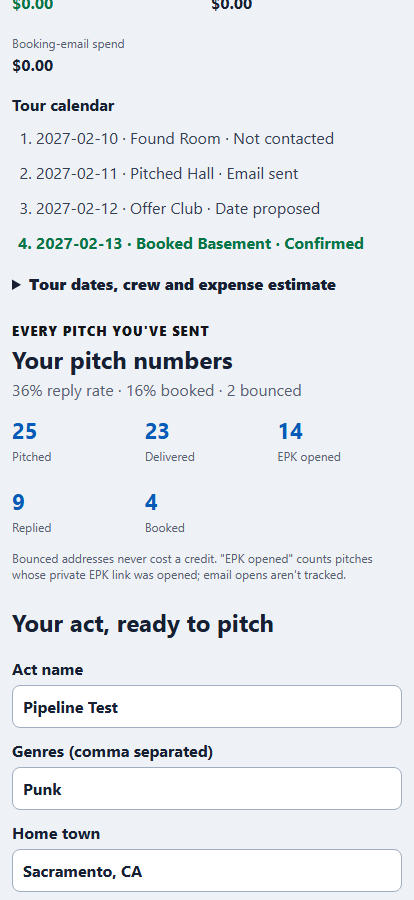 $0.00 $0.00
Booking-email spend
$0.00
Tour calendar
1. 2027-02-10 · Found Room · Not contacted
2. 2027-02-11 · Pitched Hall · Email sent
3. 2027-02-12 · Offer Club · Date proposed
4. 2027-02-13 · Booked Basement · Confirmed
▶ Tour dates, crew and expense estimate
EVERY PITCH YOU'VE SENT
Your pitch numbers
36% reply rate · 16% booked · 2 bounced
25 23 14
Pitched Delivered EPK opened
9 4
Replied Booked
Bounced addresses never cost a credit. "EPK opened" counts pitches
whose private EPK link was opened; email opens aren't tracked.
Your act, ready to pitch
Act name
Pipeline Test
Genres (comma separated)
Punk
Home town
Sacramento, CA